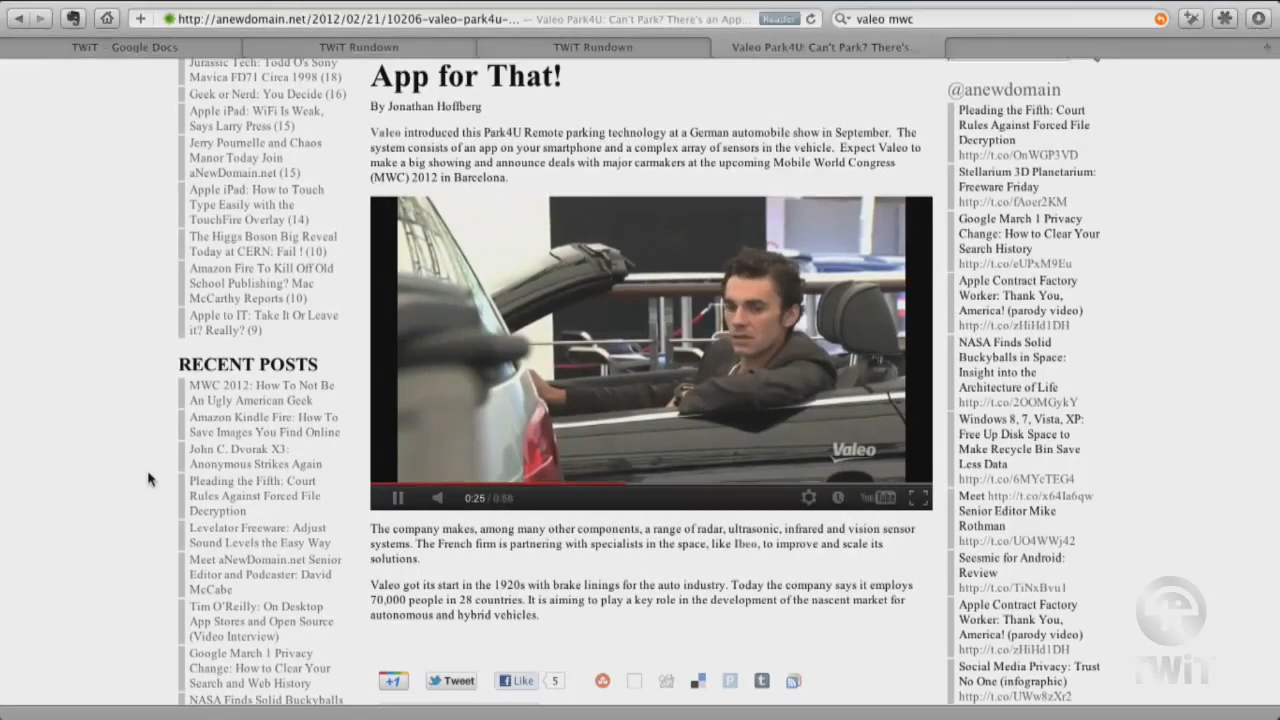 http://anewdomain.net/2012/02/21/10206-valeo-park4u-... – Valeo Park4U: Can't Park? There's an App... Reader
valeo mwc
TWiT – Google Docs
TWiT Rundown
TWiT Rundown
Valeo Park4U: Can't Park? There's...
Jurassic Tech: Todd O's Sony
Mavica FD71 Circa 1998 (18)
Geek or Nerd: You Decide (16)
Apple iPad: WiFi Is Weak,
Says Larry Press (15)
Jerry Pournelle and Chaos
Manor Today Join
aNewDomain.net (15)
Apple iPad: How to Touch
Type Easily with the
TouchFire Overlay (14)
The Higgs Boson Big Reveal
Today at CERN: Fail ! (10)
Amazon Fire To Kill Off Old
School Publishing? Mac
McCarthy Reports (10)
Apple to IT: Take It Or Leave
it? Really? (9)
RECENT POSTS
MWC 2012: How To Not Be
An Ugly American Geek
Amazon Kindle Fire: How To
Save Images You Find Online
John C. Dvorak X3:
Anonymous Strikes Again
Pleading the Fifth: Court
Rules Against Forced File
Decryption
Levelator Freeware: Adjust
Sound Levels the Easy Way
Meet aNewDomain.net Senior
Editor and Podcaster: David
McCabe
Tim O'Reilly: On Desktop
App Stores and Open Source
(Video Interview)
Google March 1 Privacy
Change: How to Clear Your
Search and Web History
NASA Finds Solid Buckyballs
App for That!
By Jonathan Hoffberg
Valeo introduced this Park4U Remote parking technology at a German automobile show in September. The
system consists of an app on your smartphone and a complex array of sensors in the vehicle. Expect Valeo to
make a big showing and announce deals with major carmakers at the upcoming Mobile World Congress
(MWC) 2012 in Barcelona.
Valeo
0:25 / 0:58
YouTube
The company makes, among many other components, a range of radar, ultrasonic, infrared and vision sensor
systems. The French firm is partnering with specialists in the space, like Ibeo, to improve and scale its
solutions.
Valeo got its start in the 1920s with brake linings for the auto industry. Today the company says it employs
70,000 people in 28 countries. It is aiming to play a key role in the development of the nascent market for
autonomous and hybrid vehicles.
+1
Tweet
Like 5
@anewdomain
Pleading the Fifth: Court
Rules Against Forced File
Decryption
http://t.co/OnWGP3VD
Stellarium 3D Planetarium:
Freeware Friday
http://t.co/fAoer2KM
Google March 1 Privacy
Change: How to Clear Your
Search History
http://t.co/eUPxM9Eu
Apple Contract Factory
Worker: Thank You,
America! (parody video)
http://t.co/zHiHd1DH
NASA Finds Solid
Buckyballs in Space:
Insight into the
Architecture of Life
http://t.co/2OOMGykY
Windows 8, 7, Vista, XP:
Free Up Disk Space to
Make Recycle Bin Save
Less Data
http://t.co/6MYcTEG4
Meet http://t.co/x64Ia6qw
Senior Editor Mike
Rothman
http://t.co/UO4WWj42
Seesmic for Android:
Review
http://t.co/TiNxBvu1
Apple Contract Factory
Worker: Thank You,
America! (parody video)
http://t.co/zHiHd1DH
Social Media Privacy: Trust
No One (infographic)
http://t.co/UWw8zXr2
TWiT